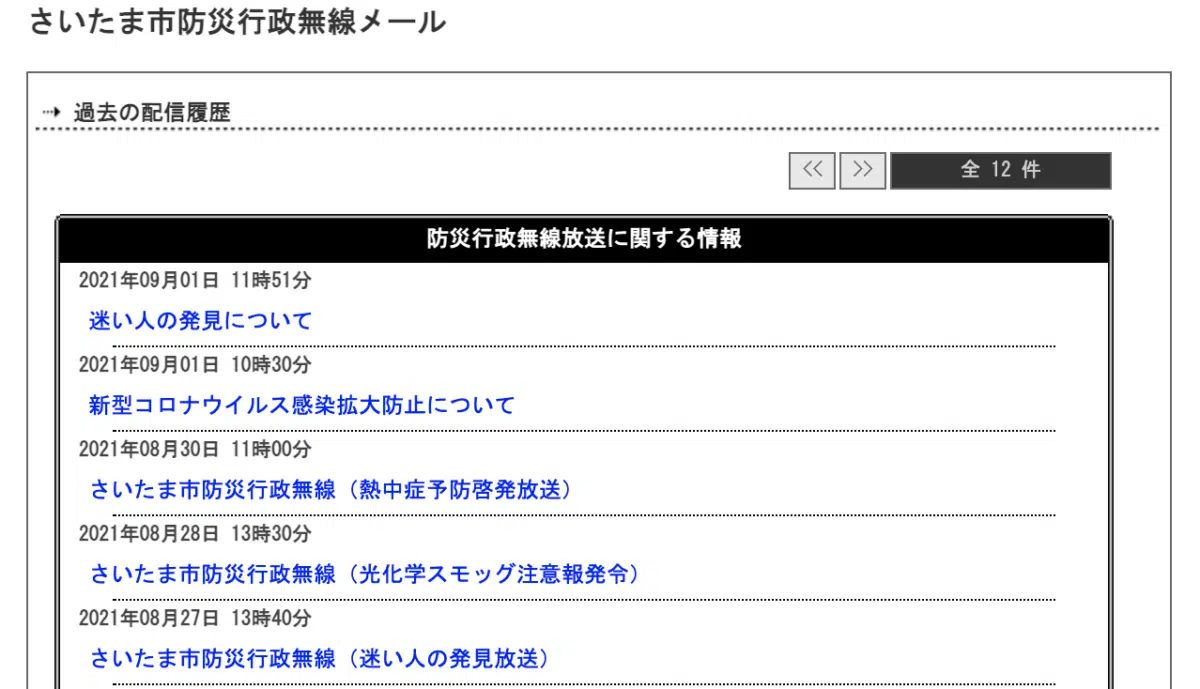 さいたま市防災行政無線メール
過去の配信履歴
<< >> 全 12 件
防災行政無線放送に関する情報
2021年09月01日 11時51分
迷い人の発見について
2021年09月01日 10時30分
新型コロナウイルス感染拡大防止について
2021年08月30日 11時00分
さいたま市防災行政無線（熱中症予防啓発放送）
2021年08月28日 13時30分
さいたま市防災行政無線（光化学スモッグ注意報発令）
2021年08月27日 13時40分
さいたま市防災行政無線（迷い人の発見放送）